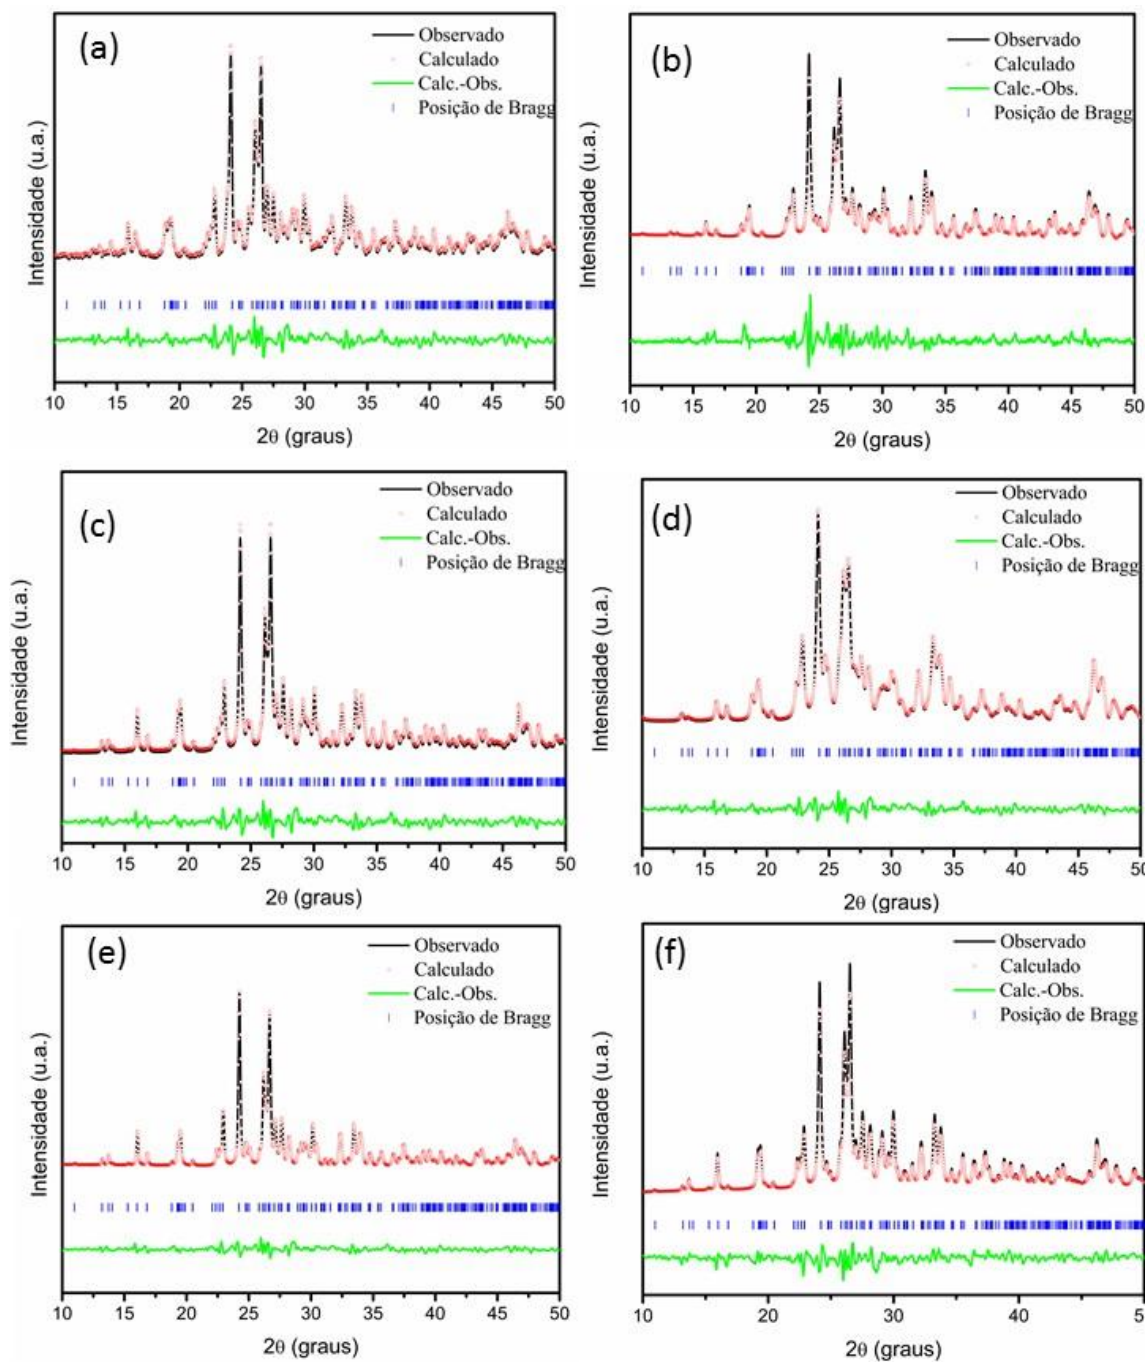 (a)
Observado
Calculado
Calc.-Obs.
Posição de Bragg
Intensidade (u.a.)
10 15 20 25 30 35 40 45 50
2θ (graus)
(b)
Observado
Calculado
Calc.-Obs.
Posição de Bragg
Intensidade (u.a.)
10 15 20 25 30 35 40 45 50
2θ (graus)
(c)
Observado
Calculado
Calc.-Obs.
Posição de Bragg
Intensidade (u.a.)
10 15 20 25 30 35 40 45 50
2θ (graus)
(d)
Observado
Calculado
Calc.-Obs.
Posição de Bragg
Intensidade (u.a.)
10 15 20 25 30 35 40 45 50
2θ (graus)
(e)
Observado
Calculado
Calc.-Obs.
Posição de Bragg
Intensidade (u.a.)
10 15 20 25 30 35 40 45 50
2θ (graus)
(f)
Observado
Calculado
Calc.-Obs.
Posição de Bragg
Intensidade (u.a.)
10 20 30 40 5
2θ (graus)